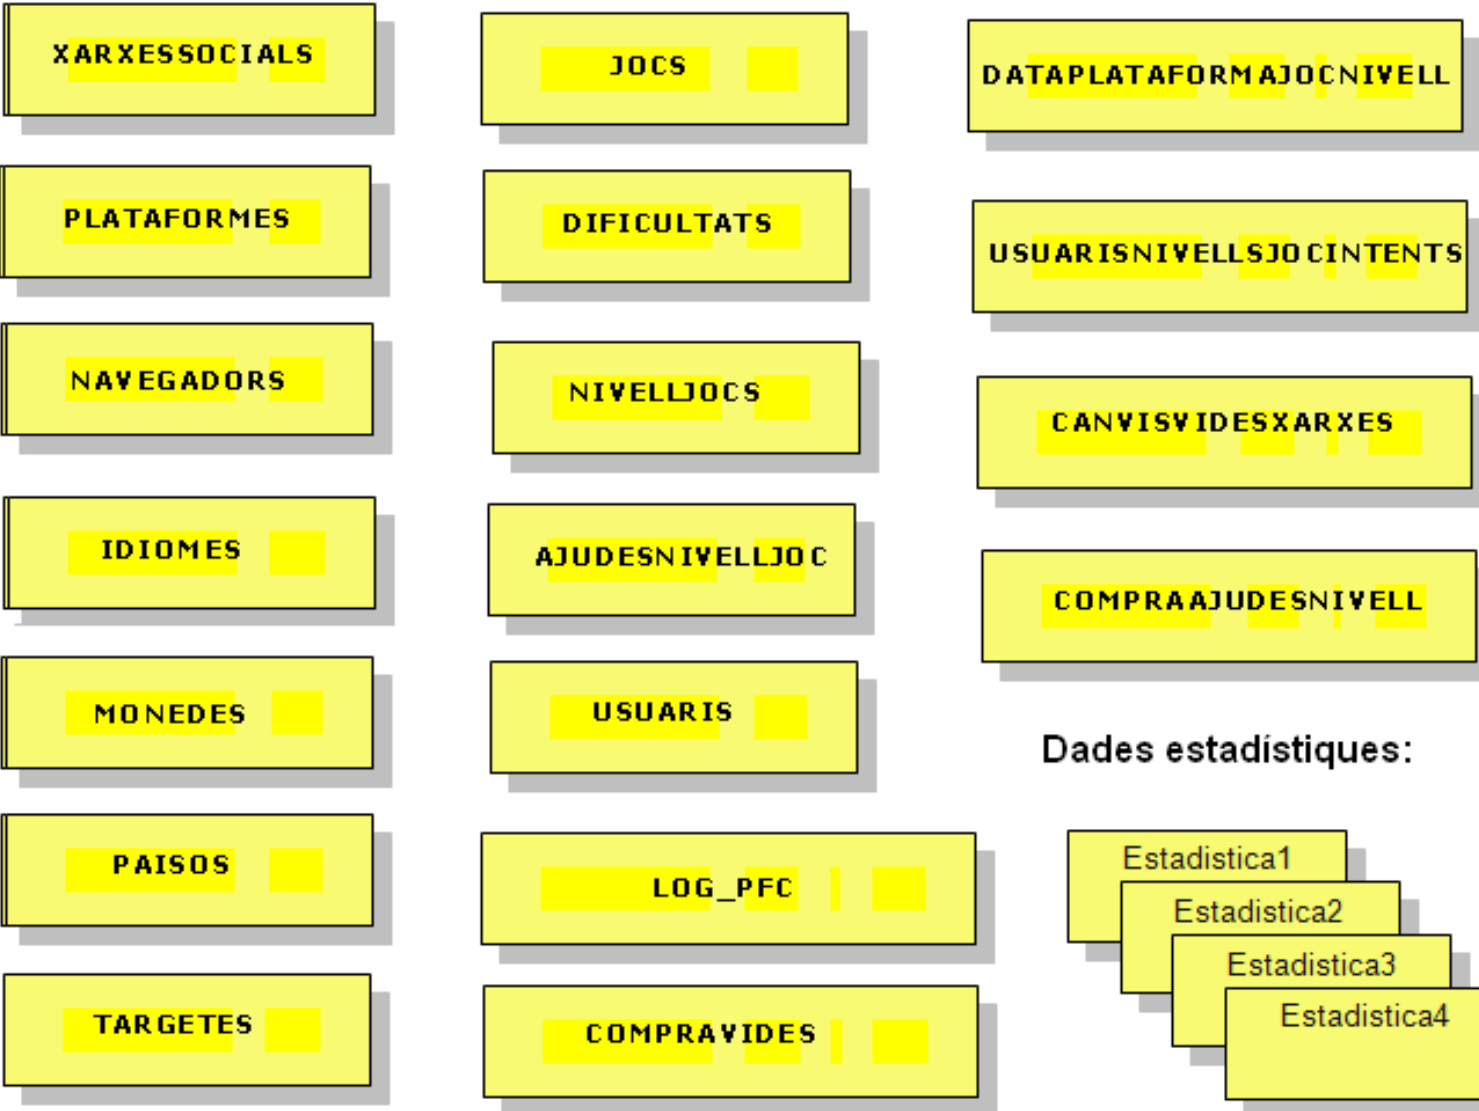 XARXESSOCIALS
PLATAFORMES
NAVEGADORS
IDIOMES
MONEDES
PAISOS
TARGETES
JOCS
DIFICULTATS
NIVELLJOCS
AJUDESNIVELLJOC
USUARIS
LOG_PFC
COMPRAVIDES
DATAPLATAFORMAJOCNIVELL
USUARISNIVELLSJOCINTENTS
CANVISVIDESXARXES
COMPRAAJUDESNIVELL
Dades estadístiques:
Estadistica1
Estadistica2
Estadistica3
Estadistica4